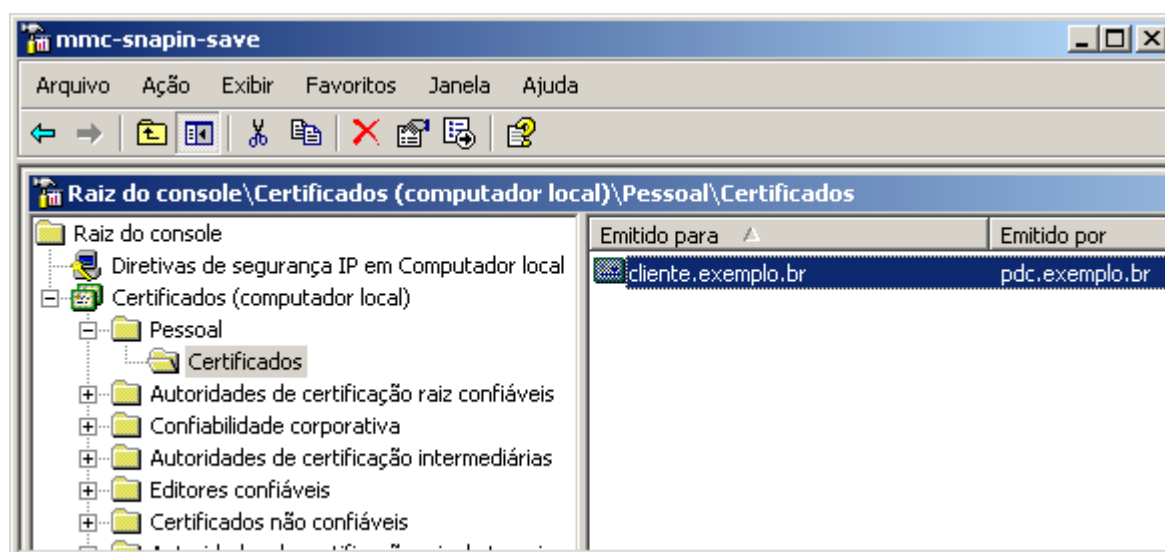 mmc-snapin-save
Arquivo Ação Exibir Favoritos Janela Ajuda
Raiz do console\Certificados (computador local)\Pessoal\Certificados
Raiz do console
Diretivas de segurança IP em Computador local
Certificados (computador local)
Pessoal
Certificados
Autoridades de certificação raiz confiáveis
Confiabilidade corporativa
Autoridades de certificação intermediárias
Editores confiáveis
Certificados não confiáveis
Emitido para Emitido por
cliente.exemplo.br pdc.exemplo.br